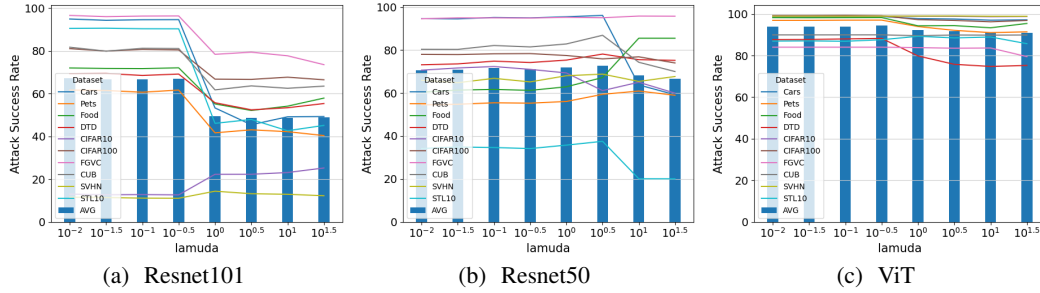 100
80
60
40
20
0
Attack Success Rate
Dataset
Cars
Pets
Food
DTD
CIFAR10
CIFAR100
FGVC
CUB
SVHN
STL10
AVG
10^-2 10^-1.5 10^-1 10^-0.5 10^0 10^0.5 10^1 10^1.5
lamuda
(a) Resnet101
100
80
60
40
20
0
Attack Success Rate
Dataset
Cars
Pets
Food
DTD
CIFAR10
CIFAR100
FGVC
CUB
SVHN
STL10
AVG
10^-2 10^-1.5 10^-1 10^-0.5 10^0 10^0.5 10^1 10^1.5
lamuda
(b) Resnet50
100
80
60
40
20
0
Attack Success Rate
Dataset
Cars
Pets
Food
DTD
CIFAR10
CIFAR100
FGVC
CUB
SVHN
STL10
AVG
10^-2 10^-1.5 10^-1 10^-0.5 10^0 10^0.5 10^1 10^1.5
lamuda
(c) ViT